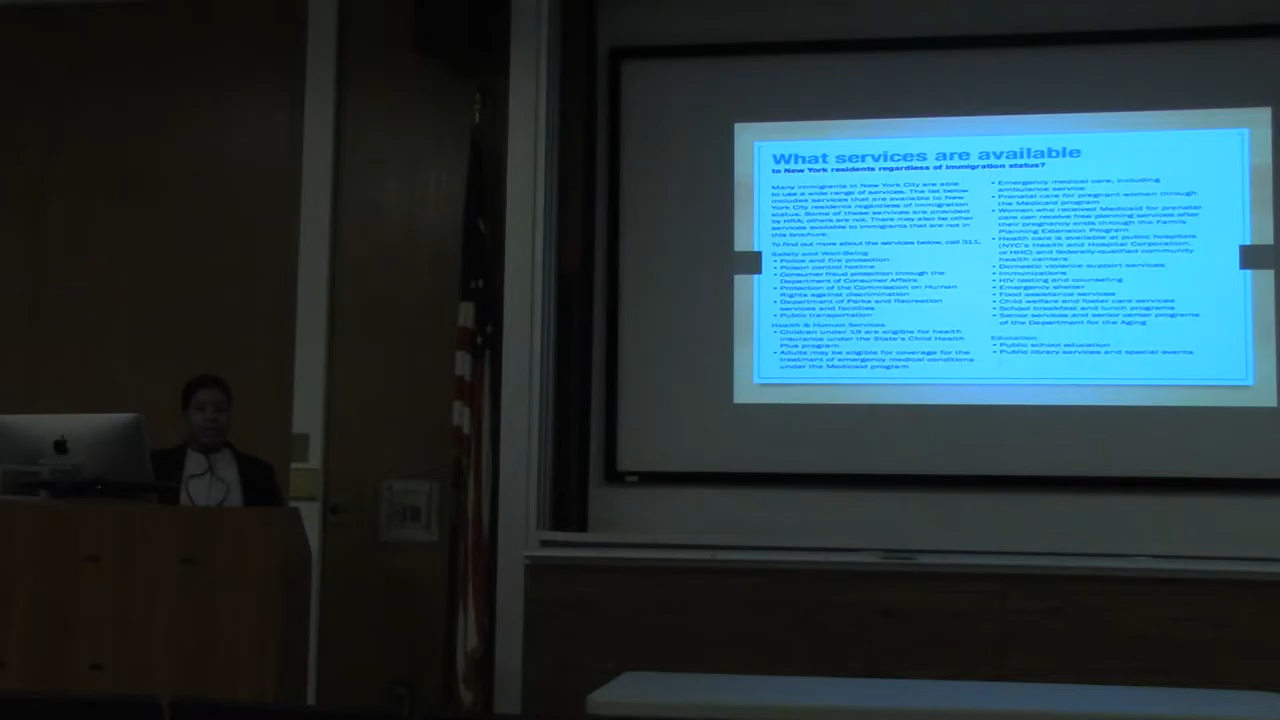 What services are available
to New York residents regardless of immigration status?
Many immigrants in New York City are able
to use a wide range of services. The list below
includes services that are available to New
York City residents regardless of immigration
status. Some of these services are provided
by HRA; others are not. There may also be other
services available to immigrants that are not in
this brochure.
To find out more about the services below, call 311.
Safety and Well-Being
• Police and fire protection
• Poison control hotline
• Consumer fraud protection through the
Department of Consumer Affairs
• Protection of the Commission on Human
Rights against discrimination
• Department of Parks and Recreation
services and facilities
• Public transportation
Health & Human Services
• Children under 19 are eligible for health
insurance under the State's Child Health
Plus program
• Adults may be eligible for coverage for the
treatment of emergency medical conditions
under the Medicaid program
• Emergency medical care, including
ambulance service
• Prenatal care for pregnant women through
the Medicaid program
• Women who received Medicaid for prenatal
care can receive free planning services after
their pregnancy ends through the Family
Planning Extension Program
• Health care is available at public hospitals
(NYC's Health and Hospital Corporation,
or HHC) and federally-qualified community
health centers
• Domestic violence support services
• Immunizations
• HIV testing and counseling
• Emergency shelter
• Food assistance services
• Child welfare and foster care services
• School breakfast and lunch programs
• Senior services and senior center programs
of the Department for the Aging
Education
• Public school education
• Public library services and special events